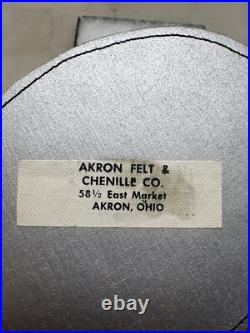 AKRON FELT &
CHENILLE CO.
58½ East Market
AKRON, OHIO